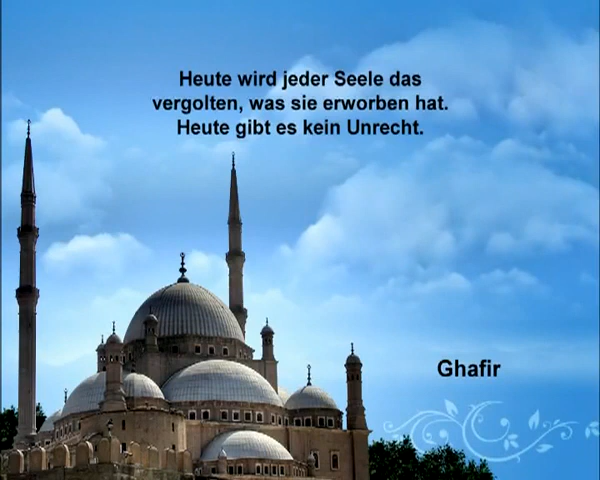 Heute wird jeder Seele das
vergolten, was sie erworben hat.
Heute gibt es kein Unrecht.
Ghafir